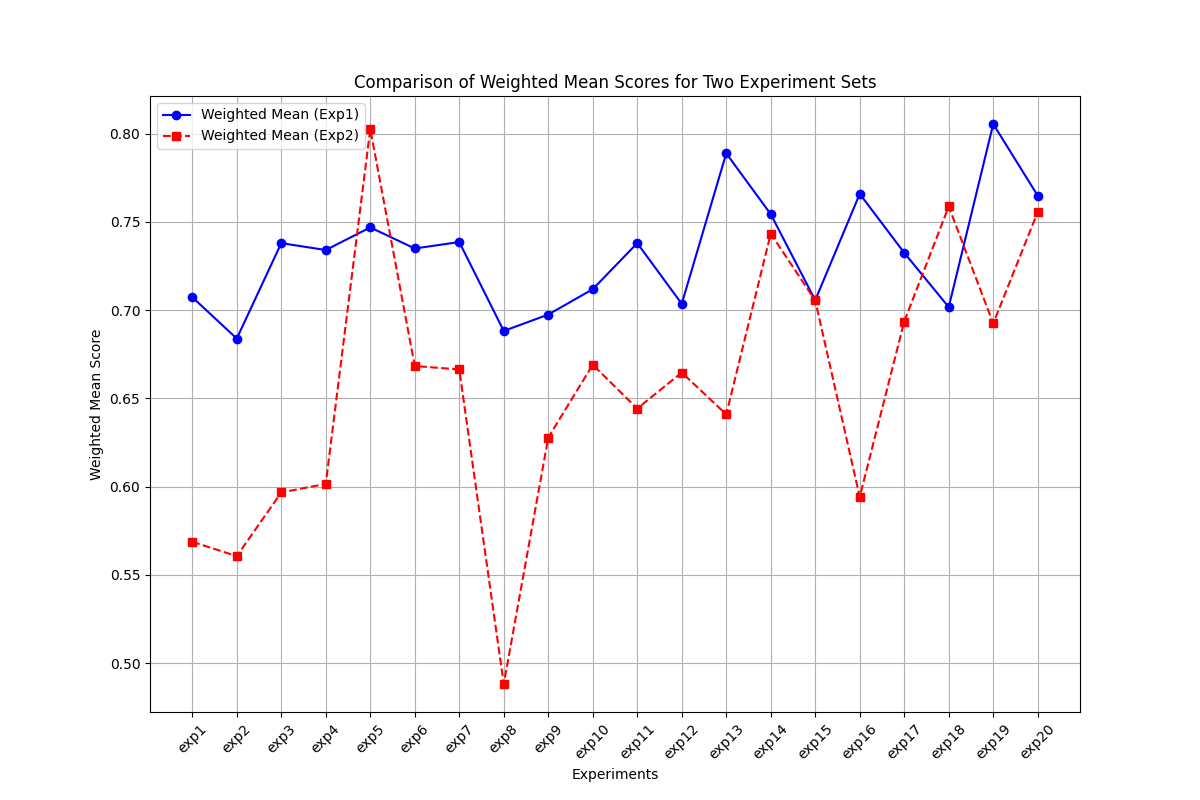 Comparison of Weighted Mean Scores for Two Experiment Sets
Weighted Mean (Exp1)
Weighted Mean (Exp2)
Weighted Mean Score
0.80
0.75
0.70
0.65
0.60
0.55
0.50
exp1
exp2
exp3
exp4
exp5
exp6
exp7
exp8
exp9
exp10
exp11
exp12
exp13
exp14
exp15
exp16
exp17
exp18
exp19
exp20
Experiments